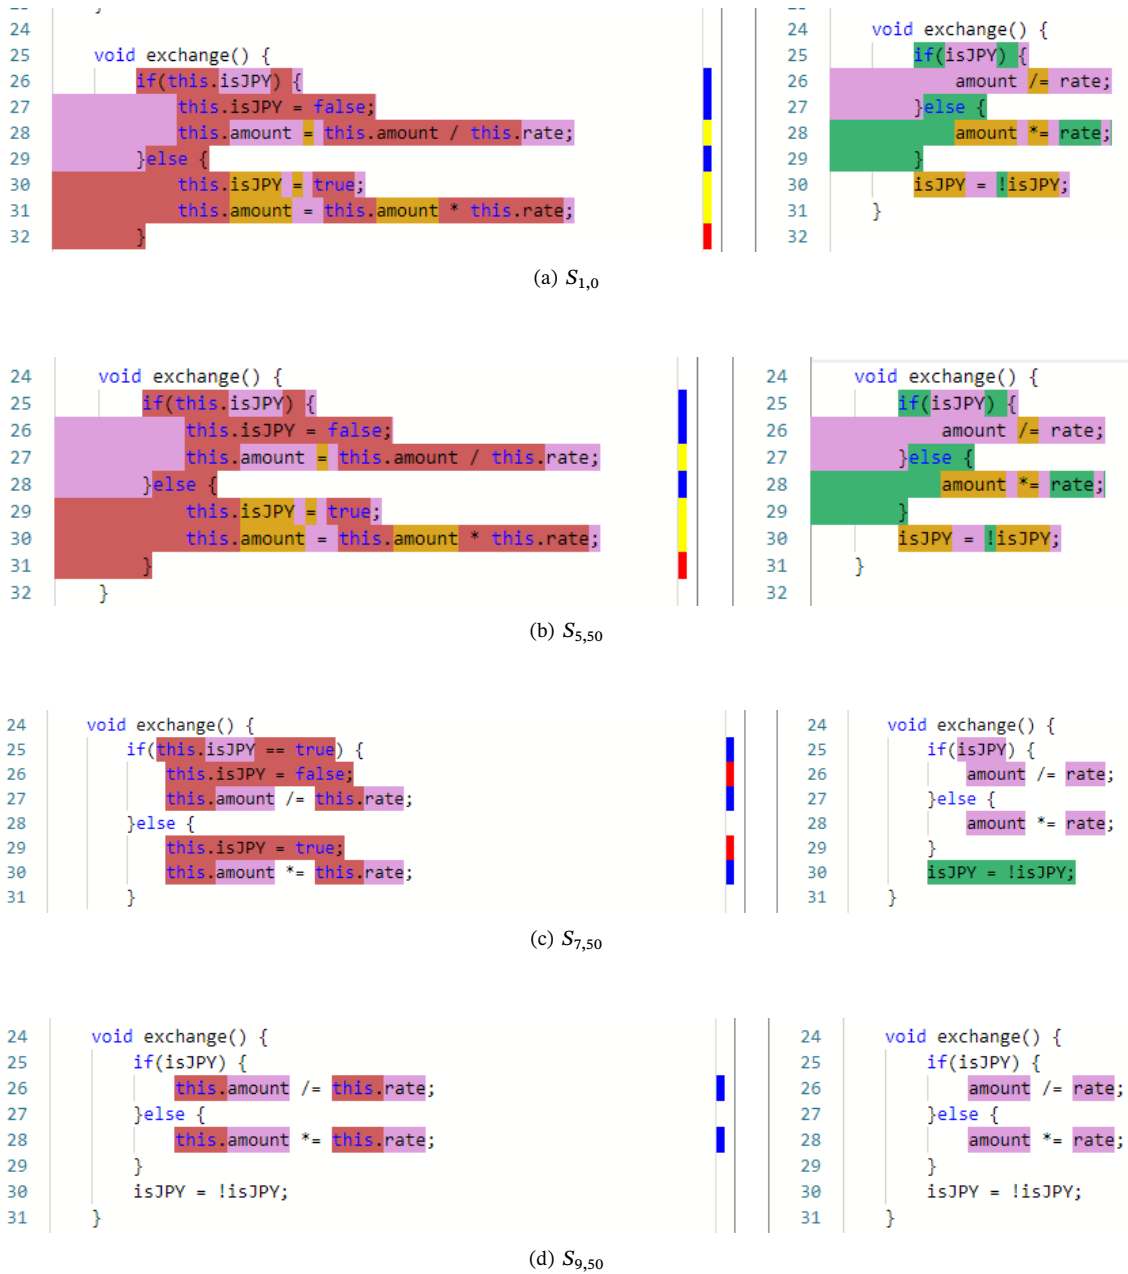 24
25 void exchange() {
26 if(this.isJPY) {
27 this.isJPY = false;
28 this.amount = this.amount / this.rate;
29 }else {
30 this.isJPY = true;
31 this.amount = this.amount * this.rate;
32 }
24 void exchange() {
25 if(isJPY) {
26 amount /= rate;
27 }else {
28 amount *= rate;
29 }
30 isJPY = !isJPY;
31 }
32
(a) S1,0
24 void exchange() {
25 if(this.isJPY) {
26 this.isJPY = false;
27 this.amount = this.amount / this.rate;
28 }else {
29 this.isJPY = true;
30 this.amount = this.amount * this.rate;
31 }
32 }
24 void exchange() {
25 if(isJPY) {
26 amount /= rate;
27 }else {
28 amount *= rate;
29 }
30 isJPY = !isJPY;
31 }
32
(b) S5,50
24 void exchange() {
25 if(this.isJPY == true) {
26 this.isJPY = false;
27 this.amount /= this.rate;
28 }else {
29 this.isJPY = true;
30 this.amount *= this.rate;
31 }
24 void exchange() {
25 if(isJPY) {
26 amount /= rate;
27 }else {
28 amount *= rate;
29 }
30 isJPY = !isJPY;
31 }
(c) S7,50
24 void exchange() {
25 if(isJPY) {
26 this.amount /= this.rate;
27 }else {
28 this.amount *= this.rate;
29 }
30 isJPY = !isJPY;
31 }
24 void exchange() {
25 if(isJPY) {
26 amount /= rate;
27 }else {
28 amount *= rate;
29 }
30 isJPY = !isJPY;
31 }
(d) S9,50